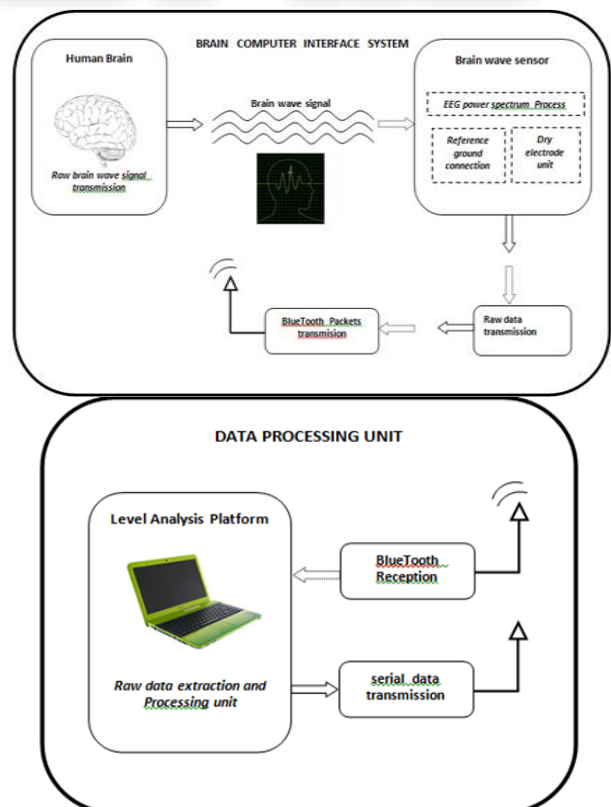 BRAIN COMPUTER INTERFACE SYSTEM
Human Brain
Raw brain wave signal
transmission
Brain wave signal
Brain wave sensor
EEG power spectrum Process
Reference
ground
connection
Dry
electrode
unit
Raw data
transmission
BlueTooth Packets
transmision
DATA PROCESSING UNIT
Level Analysis Platform
Raw data extraction and
Processing unit
BlueTooth
Reception
serial data
transmission